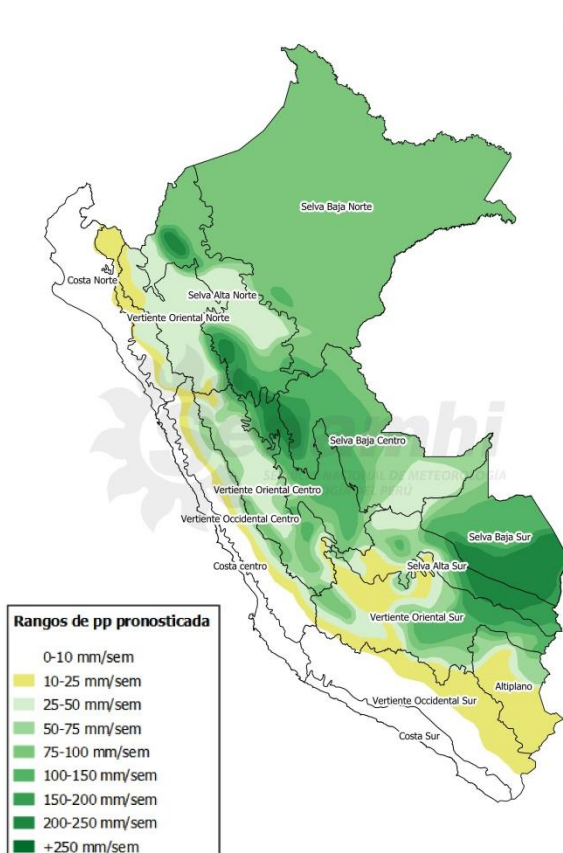 Selva Baja Norte
Costa Norte
Selva Alta Norte
Vertiente Oriental Norte
Senamhi
Selva Baja Centro
Vertiente Oriental Centro
Vertiente Occidental Centro
Selva Baja Sur
Costa centro
Selva Alta Sur
Vertiente Oriental Sur
Altiplano
Vertiente Occidental Sur
Costa Sur
Rangos de pp pronosticada
0-10 mm/sem
10-25 mm/sem
25-50 mm/sem
50-75 mm/sem
75-100 mm/sem
100-150 mm/sem
150-200 mm/sem
200-250 mm/sem
+250 mm/sem